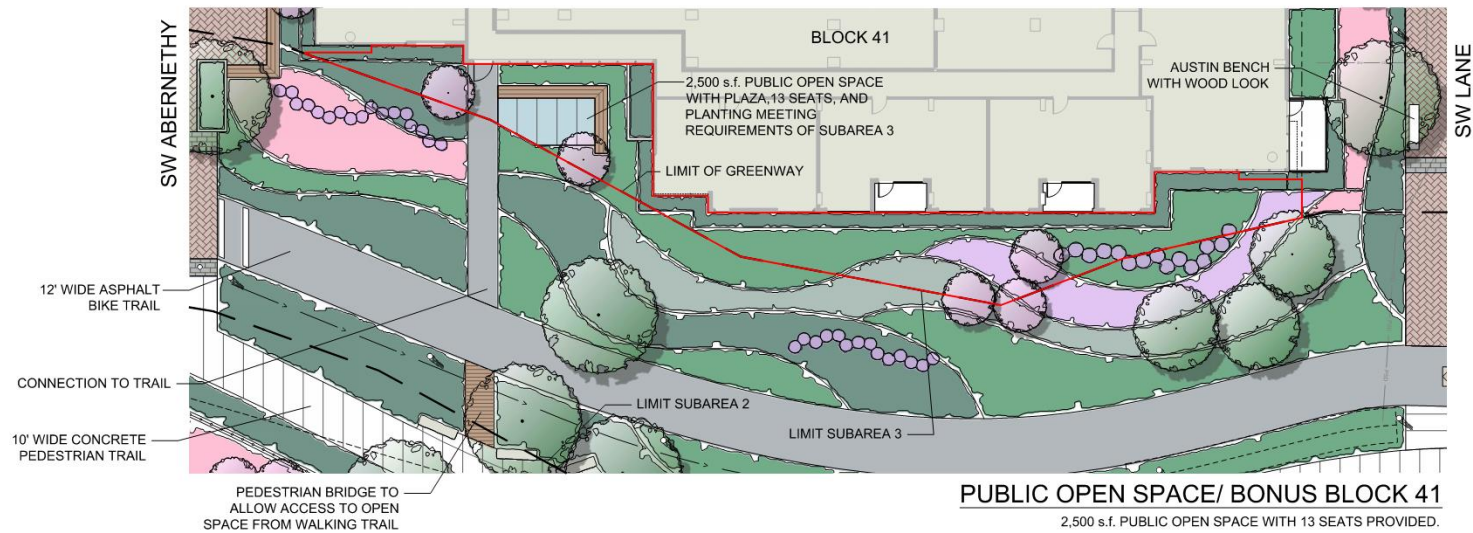 SW ABERNETHY
BLOCK 41
AUSTIN BENCH
WITH WOOD LOOK
SW LANE
2,500 s.f. PUBLIC OPEN SPACE
WITH PLAZA,13 SEATS, AND
PLANTING MEETING
REQUIREMENTS OF SUBAREA 3
LIMIT OF GREENWAY
12' WIDE ASPHALT
BIKE TRAIL
CONNECTION TO TRAIL
10' WIDE CONCRETE
PEDESTRIAN TRAIL
LIMIT SUBAREA 2
LIMIT SUBAREA 3
PEDESTRIAN BRIDGE TO
ALLOW ACCESS TO OPEN
SPACE FROM WALKING TRAIL
PUBLIC OPEN SPACE/ BONUS BLOCK 41
2,500 s.f. PUBLIC OPEN SPACE WITH 13 SEATS PROVIDED.